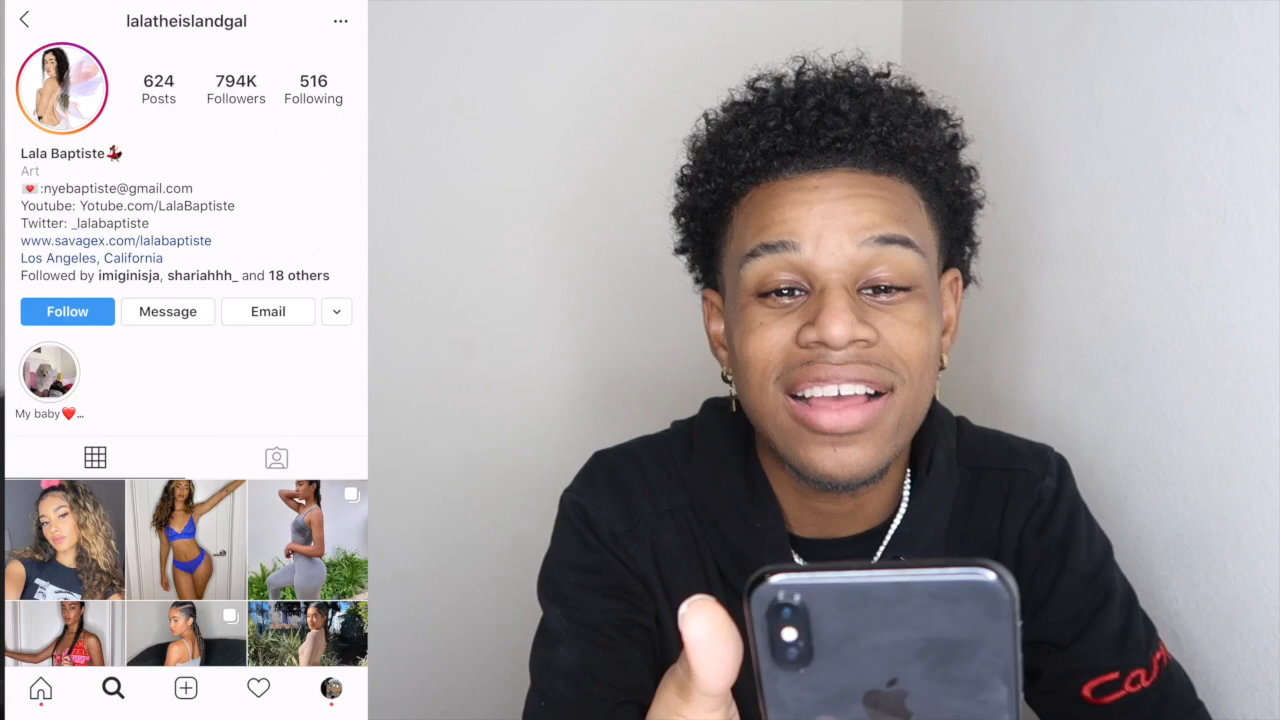 lalatheislandgal
624 794K 516
Posts Followers Following
Lala Baptiste
Art
:nyebaptiste@gmail.com
Youtube: Yotube.com/LalaBaptiste
Twitter: _lalabaptiste
www.savagex.com/lalabaptiste
Los Angeles, California
Followed by imiginisja, shariahhh_ and 18 others
Follow Message Email
My baby❤️...